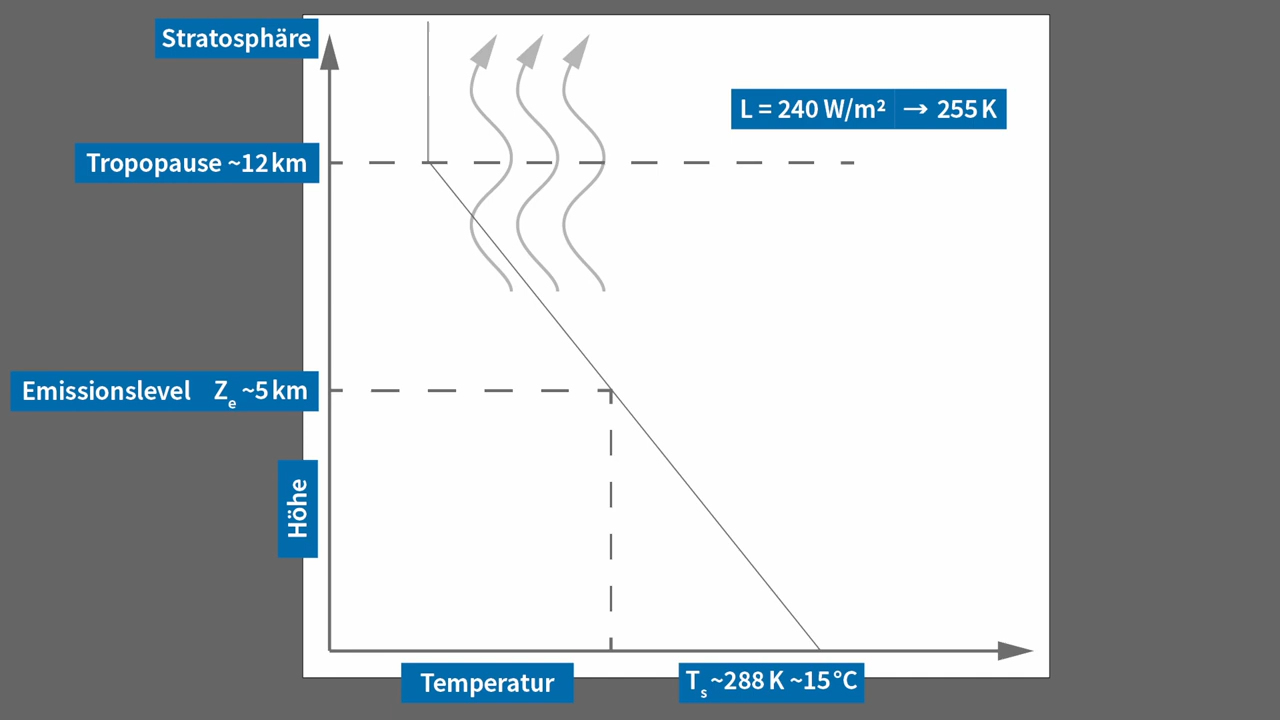 Stratosphäre
L = 240 W/m² → 255 K
Tropopause ~12 km
Emissionslevel Zₑ ~5 km
Höhe
Temperatur
Tₛ ~288 K ~15 °C